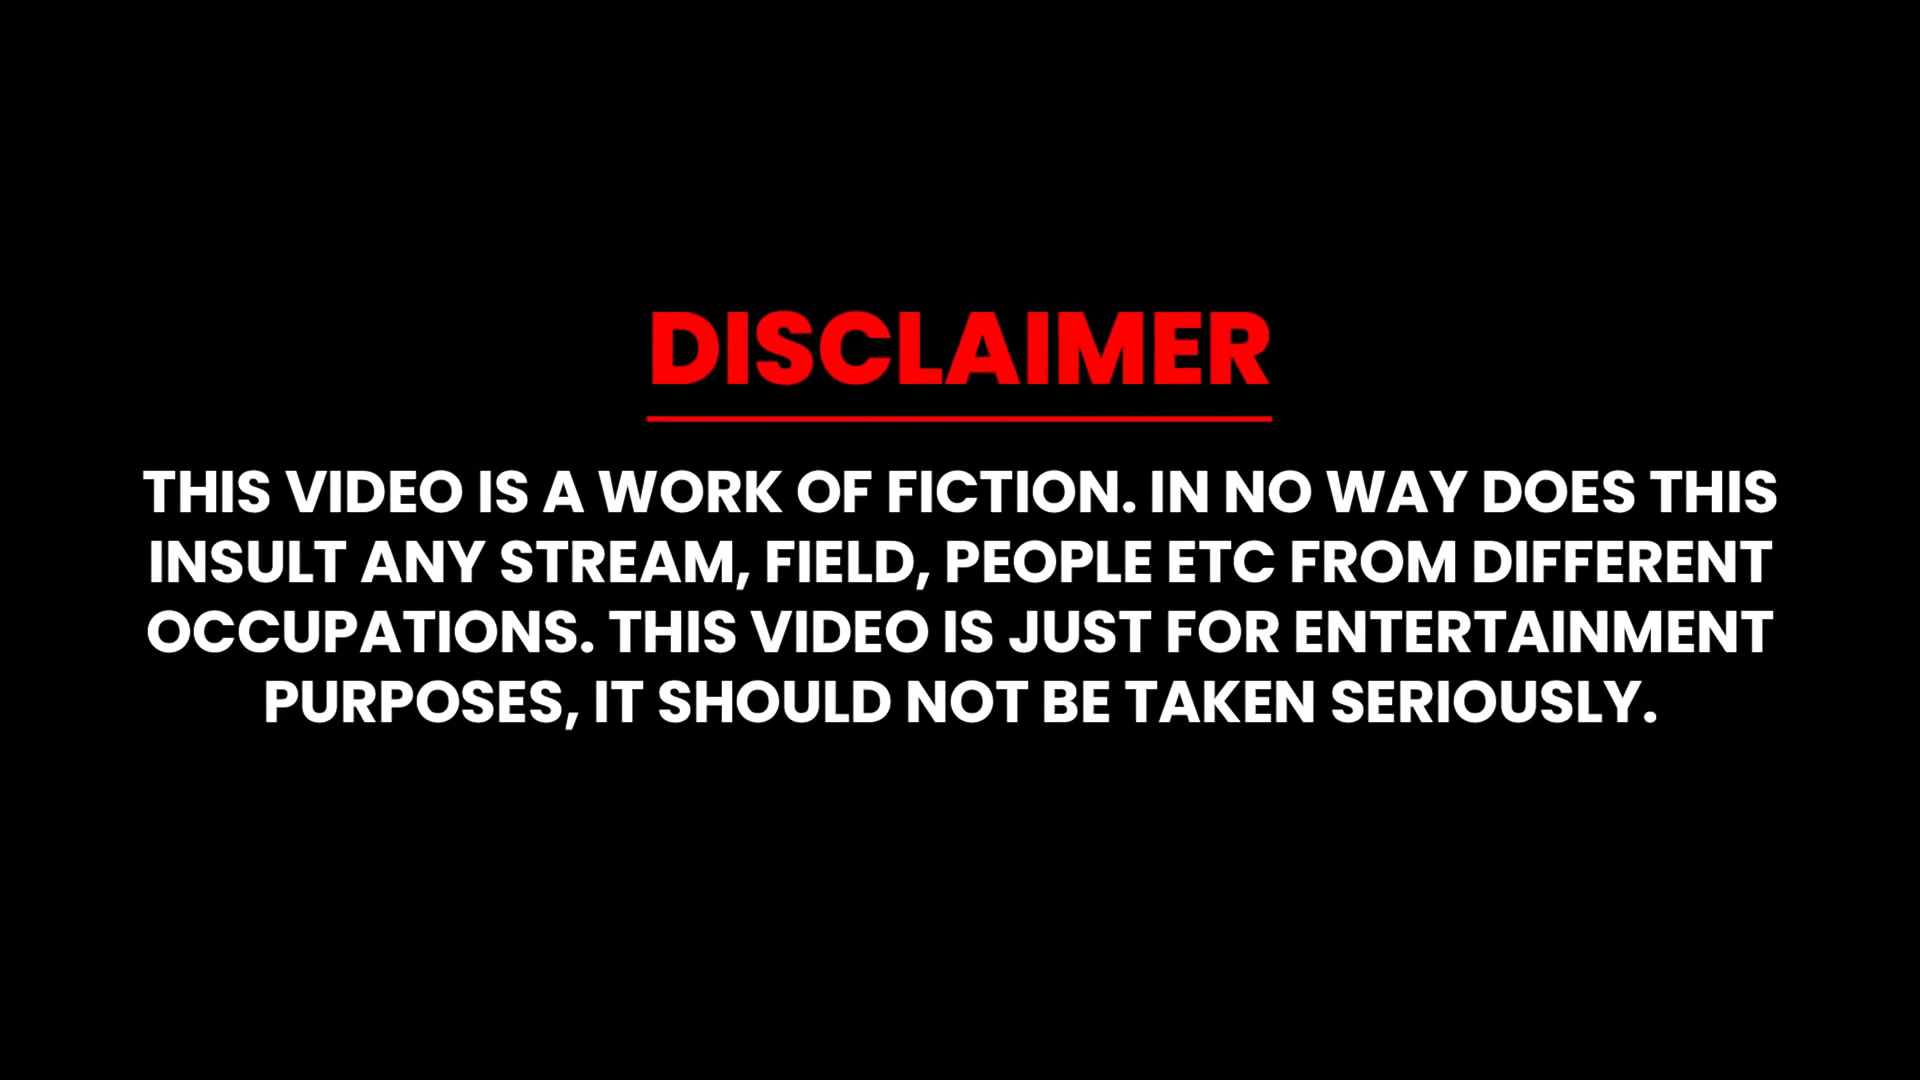 DISCLAIMER
THIS VIDEO IS A WORK OF FICTION. IN NO WAY DOES THIS
INSULT ANY STREAM, FIELD, PEOPLE ETC FROM DIFFERENT
OCCUPATIONS. THIS VIDEO IS JUST FOR ENTERTAINMENT
PURPOSES, IT SHOULD NOT BE TAKEN SERIOUSLY.